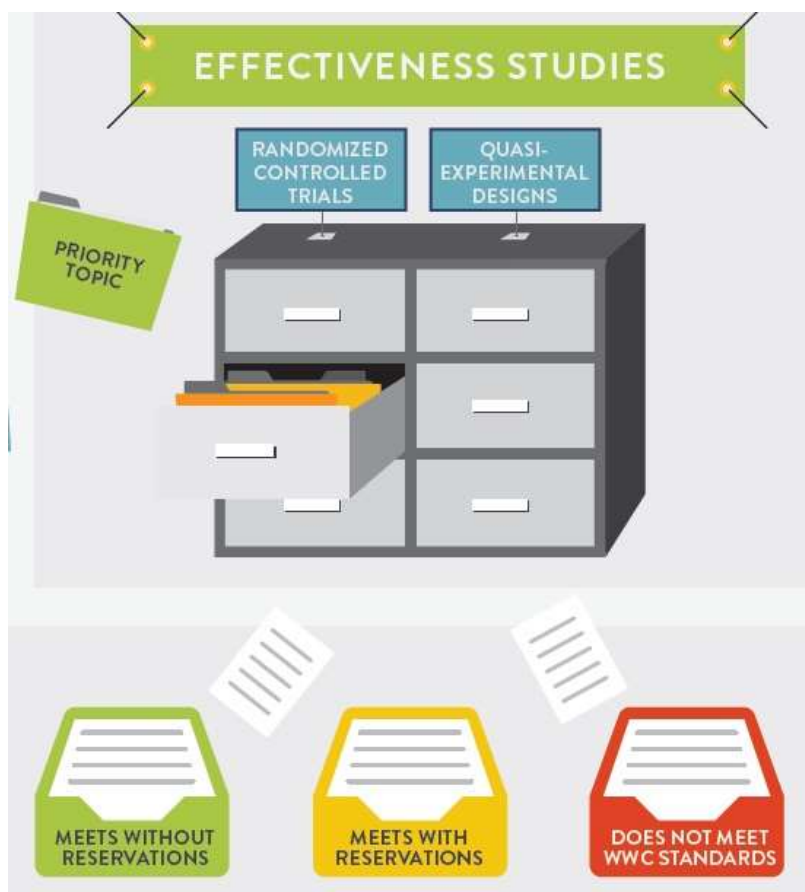 EFFECTIVENESS STUDIES
RANDOMIZED
CONTROLLED
TRIALS
QUASI-
EXPERIMENTAL
DESIGNS
PRIORITY
TOPIC
MEETS WITHOUT
RESERVATIONS
MEETS WITH
RESERVATIONS
DOES NOT MEET
WWC STANDARDS